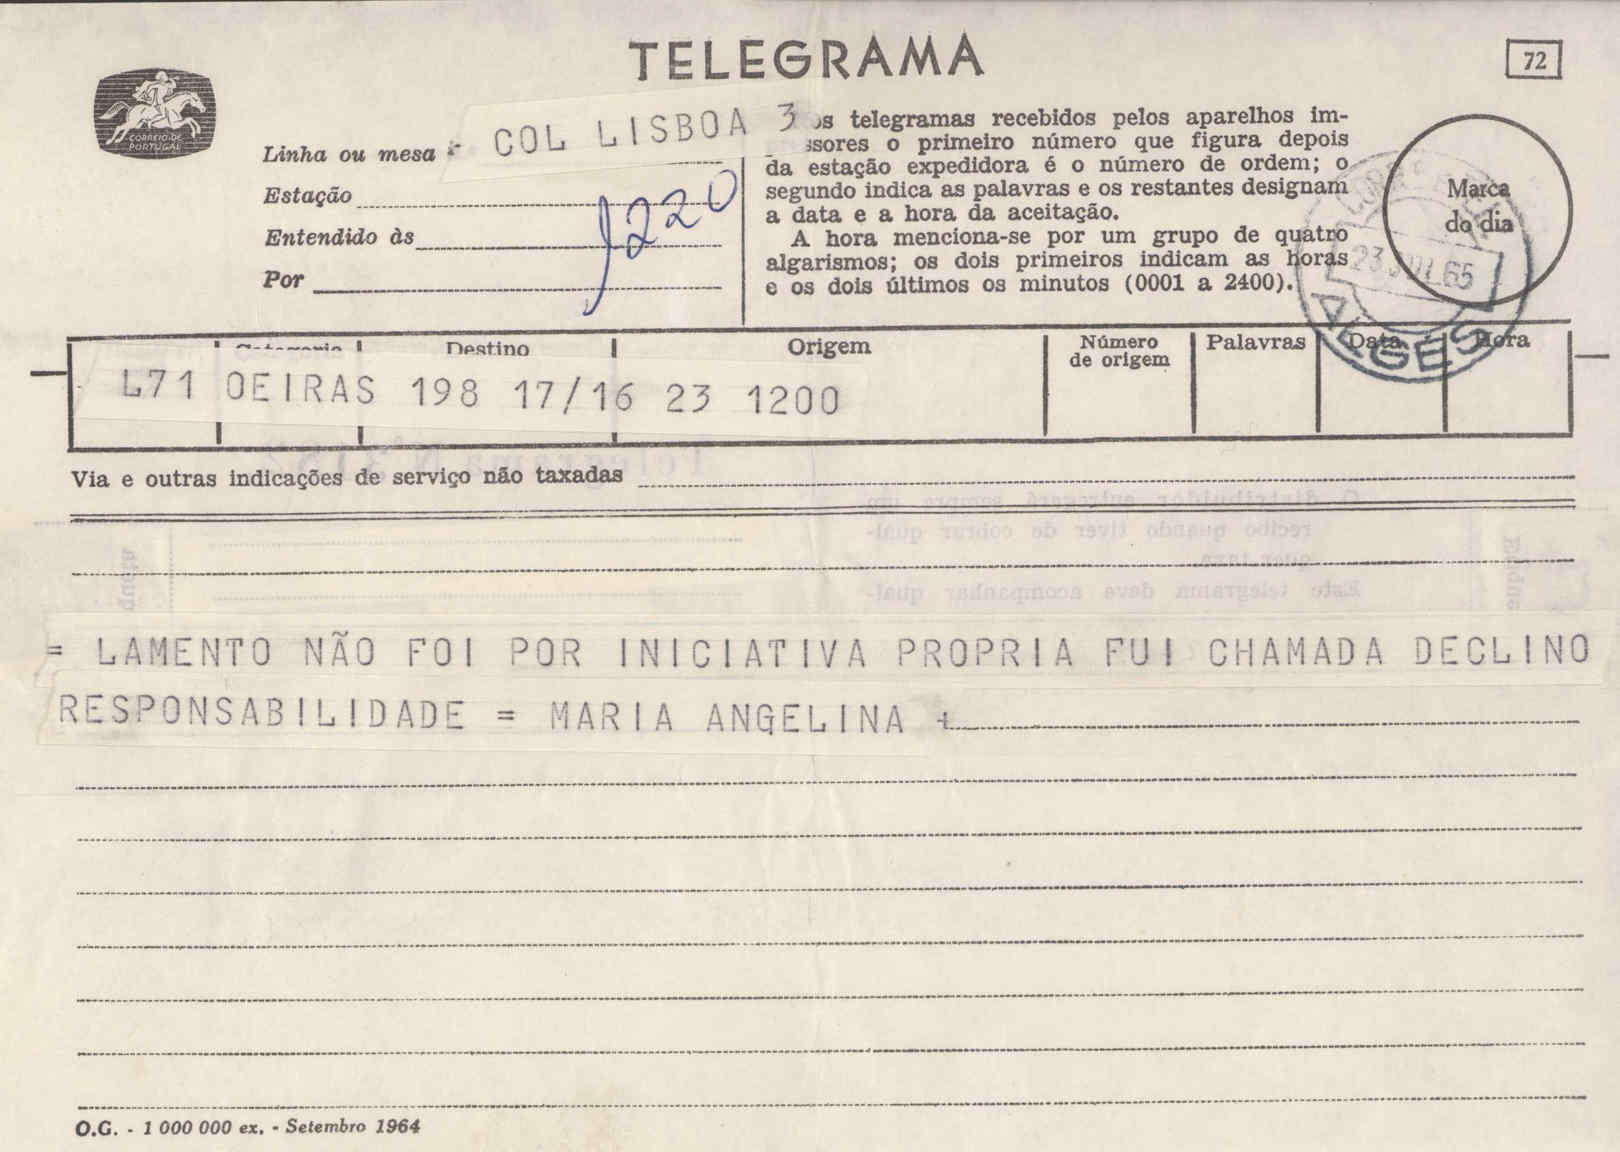 TELEGRAMA
72
CORREIO DE
PORTUGAL
Linha ou mesa
COL LISBOA 3
Estação
Entendido às
1220
Por
os telegramas recebidos pelos aparelhos im-
ssores o primeiro número que figura depois
da estação expedidora é o número de ordem; o
segundo indica as palavras e os restantes designam
a data e a hora da aceitação.
A hora menciona-se por um grupo de quatro
algarismos; os dois primeiros indicam as horas
e os dois últimos os minutos (0001 a 2400).
Marca
do dia
23 JUL 65
ALGÉS
Categoria Destino Origem Número de origem Palavras Data Hora
L71 OEIRAS 198 17/16 23 1200
Via e outras indicações de serviço não taxadas
= LAMENTO NÃO FOI POR INICIATIVA PROPRIA FUI CHAMADA DECLINO
RESPONSABILIDADE = MARIA ANGELINA +
O.G. - 1 000 000 ex. - Setembro 1964